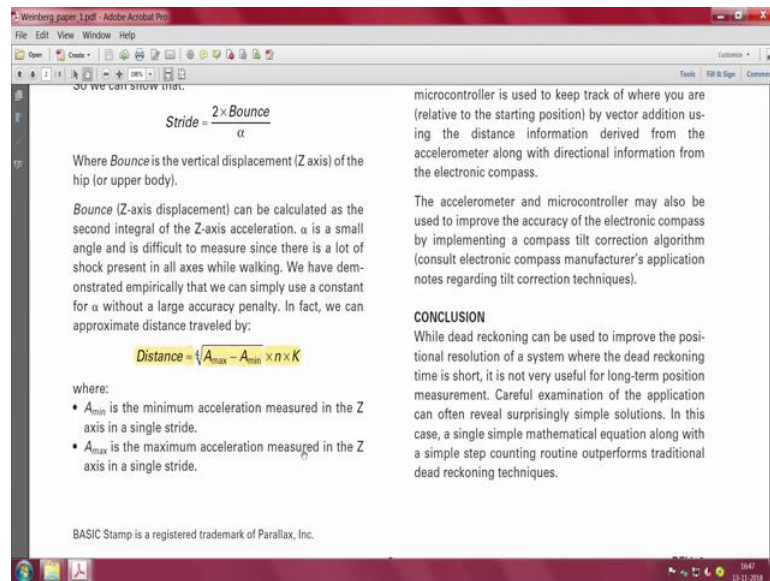 Weinberg_paper_1.pdf - Adobe Acrobat Pro
File Edit View Window Help
Open Create Customize
2 Tools Fill & Sign Comment
So we can show that:
Stride = 2 × Bounce / α
Where Bounce is the vertical displacement (Z axis) of the
hip (or upper body).
Bounce (Z-axis displacement) can be calculated as the
second integral of the Z-axis acceleration. α is a small
angle and is difficult to measure since there is a lot of
shock present in all axes while walking. We have dem-
onstrated empirically that we can simply use a constant
for α without a large accuracy penalty. In fact, we can
approximate distance traveled by:
Distance ≈ ∜(Amax – Amin) × n × K
where:
• Amin is the minimum acceleration measured in the Z
axis in a single stride.
• Amax is the maximum acceleration measured in the Z
axis in a single stride.
BASIC Stamp is a registered trademark of Parallax, Inc.
microcontroller is used to keep track of where you are
(relative to the starting position) by vector addition us-
ing the distance information derived from the
accelerometer along with directional information from
the electronic compass.
The accelerometer and microcontroller may also be
used to improve the accuracy of the electronic compass
by implementing a compass tilt correction algorithm
(consult electronic compass manufacturer's application
notes regarding tilt correction techniques).
CONCLUSION
While dead reckoning can be used to improve the posi-
tional resolution of a system where the dead reckoning
time is short, it is not very useful for long-term position
measurement. Careful examination of the application
can often reveal surprisingly simple solutions. In this
case, a single simple mathematical equation along with
a simple step counting routine outperforms traditional
dead reckoning techniques.
16:47
13-11-2018